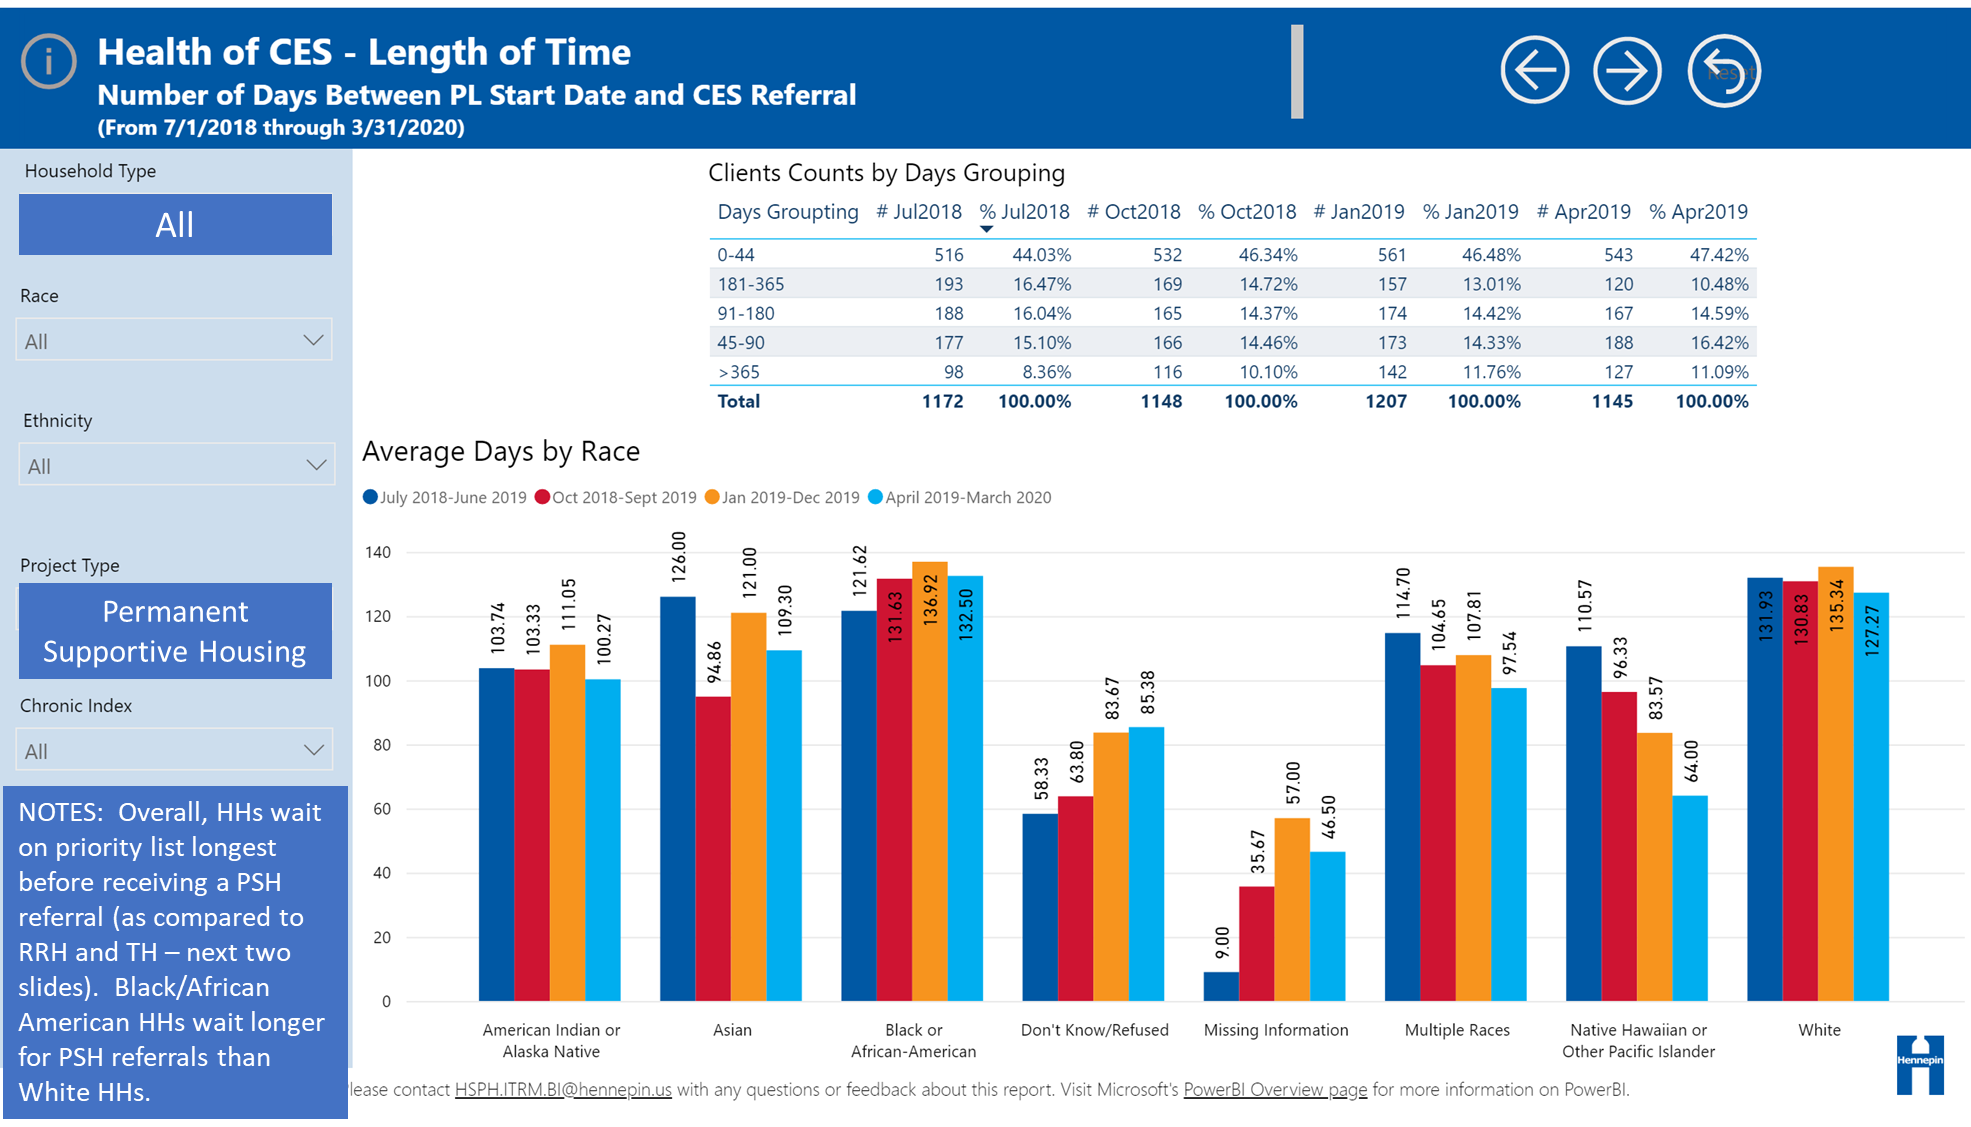 Health of CES - Length of Time
Number of Days Between PL Start Date and CES Referral
(From 7/1/2018 through 3/31/2020)
Reset
Household Type
All
Race
All
Ethnicity
All
Project Type
Permanent
Supportive Housing
Chronic Index
All
NOTES: Overall, HHs wait
on priority list longest
before receiving a PSH
referral (as compared to
RRH and TH – next two
slides). Black/African
American HHs wait longer
for PSH referrals than
White HHs.
Clients Counts by Days Grouping
Days Groupting # Jul2018 % Jul2018 # Oct2018 % Oct2018 # Jan2019 % Jan2019 # Apr2019 % Apr2019
0-44 516 44.03% 532 46.34% 561 46.48% 543 47.42%
181-365 193 16.47% 169 14.72% 157 13.01% 120 10.48%
91-180 188 16.04% 165 14.37% 174 14.42% 167 14.59%
45-90 177 15.10% 166 14.46% 173 14.33% 188 16.42%
>365 98 8.36% 116 10.10% 142 11.76% 127 11.09%
Total 1172 100.00% 1148 100.00% 1207 100.00% 1145 100.00%
Average Days by Race
July 2018-June 2019 Oct 2018-Sept 2019 Jan 2019-Dec 2019 April 2019-March 2020
140
120
100
80
60
40
20
0
103.74 103.33 111.05 100.27
126.00 94.86 121.00 109.30
121.62 131.63 136.92 132.50
58.33 63.80 83.67 85.38
9.00 35.67 57.00 46.50
114.70 104.65 107.81 97.54
110.57 96.33 83.57 64.00
131.93 130.83 135.34 127.27
American Indian or
Alaska Native
Asian
Black or
African-American
Don't Know/Refused
Missing Information
Multiple Races
Native Hawaiian or
Other Pacific Islander
White
Hennepin
lease contact HSPH.ITRM.BI@hennepin.us with any questions or feedback about this report. Visit Microsoft's PowerBI Overview page for more information on PowerBI.